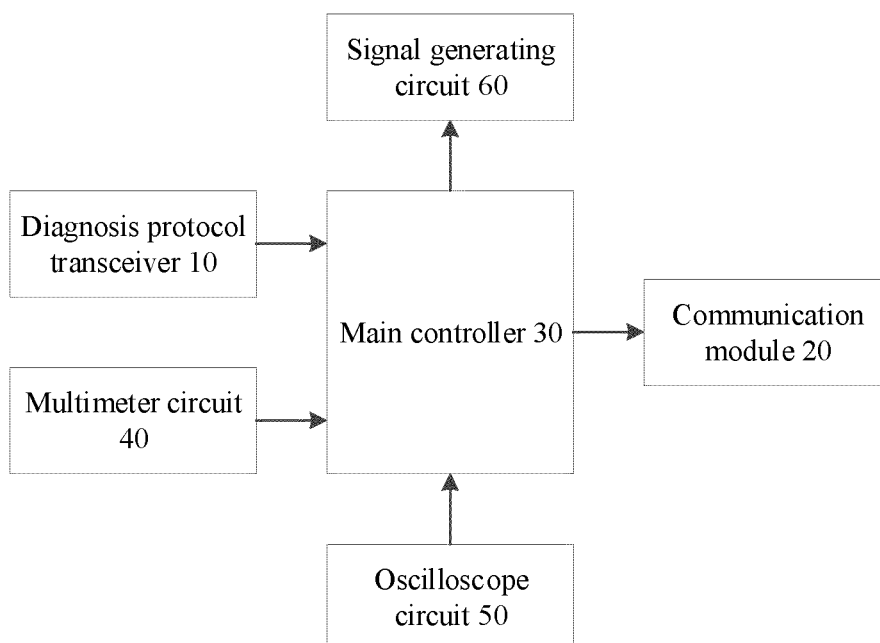 Signal generating
circuit 60
Diagnosis protocol
transceiver 10
Main controller 30
Communication
module 20
Multimeter circuit
40
Oscilloscope
circuit 50